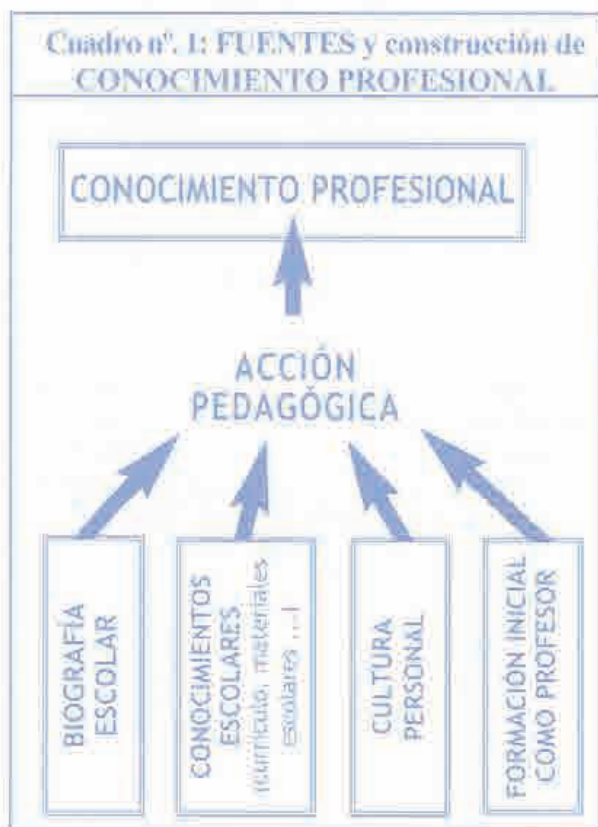 Cuadro nº. 1: FUENTES y construcción de
CONOCIMIENTO PROFESIONAL
CONOCIMIENTO PROFESIONAL
ACCIÓN
PEDAGÓGICA
BIOGRAFÍA
ESCOLAR
CONOCIMIENTOS
ESCOLARES
(currículo, materiales
escolares ...)
CULTURA
PERSONAL
FORMACIÓN INICIAL
COMO PROFESOR